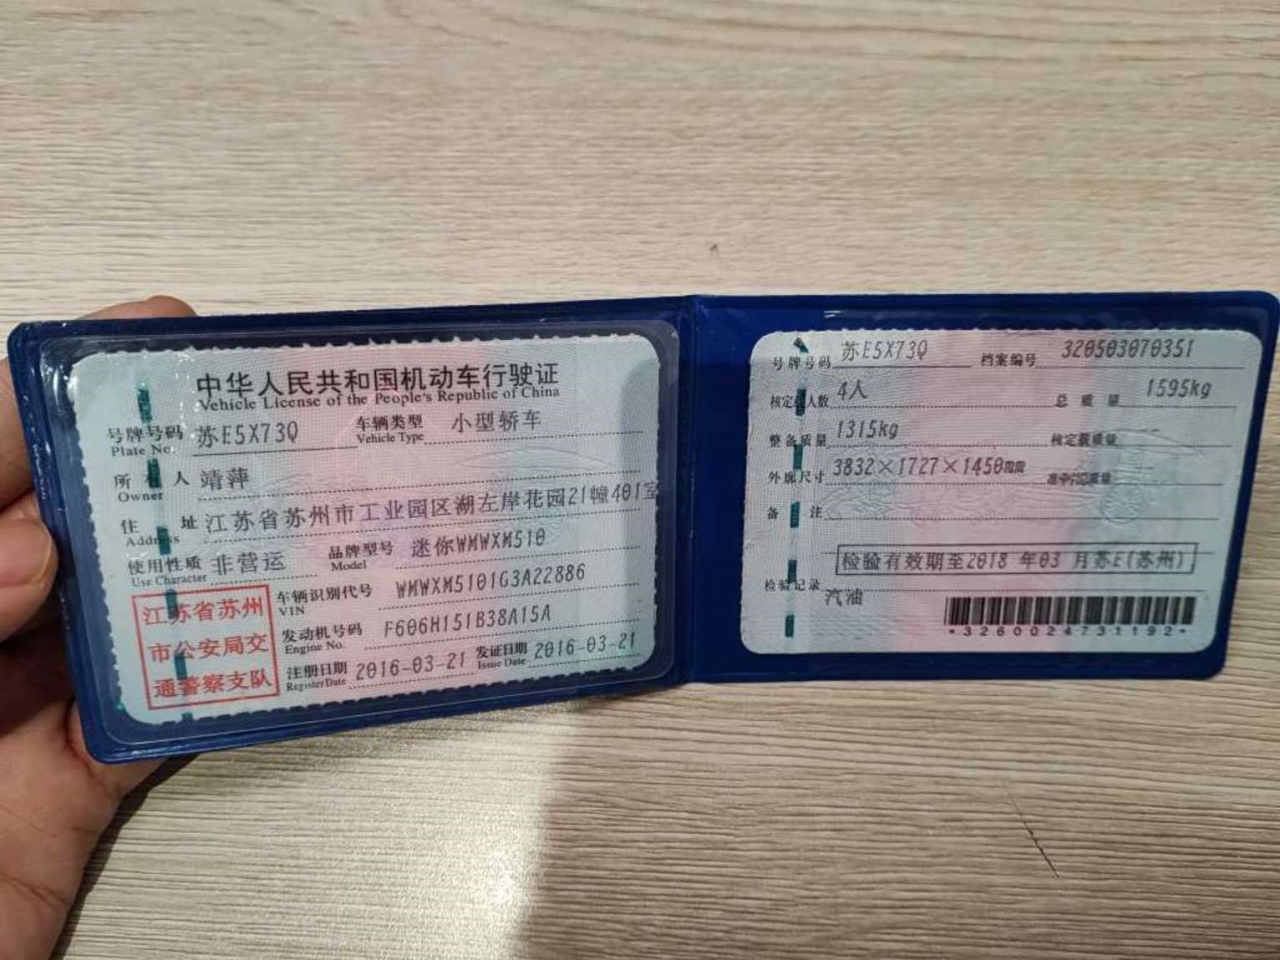 中华人民共和国机动车行驶证
Vehicle License of the People's Republic of China
号牌号码 苏E5X73Q 车辆类型 小型轿车
Plate No. Vehicle Type
所有人 靖萍
Owner
住址 江苏省苏州市工业园区湖左岸花园21幢401室
Address
使用性质 非营运 品牌型号 迷你WMWXM510
Use Character Model
江苏省苏州
市公安局交
通警察支队
车辆识别代号 WMWXM5101G3A22886
VIN
发动机号码 F606H151B38A15A
Engine No.
注册日期 2016-03-21 发证日期 2016-03-21
Register Date Issue Date
号牌号码 苏E5X73Q 档案编号 320503070351
核定载人数 4人 总质量 1595kg
整备质量 1315kg 核定载质量 --
外廓尺寸 3832×1727×1450mm 准牵引总质量 --
备注
检验有效期至2018 年03 月苏E(苏州)
检验记录
汽油
*3260024731192*